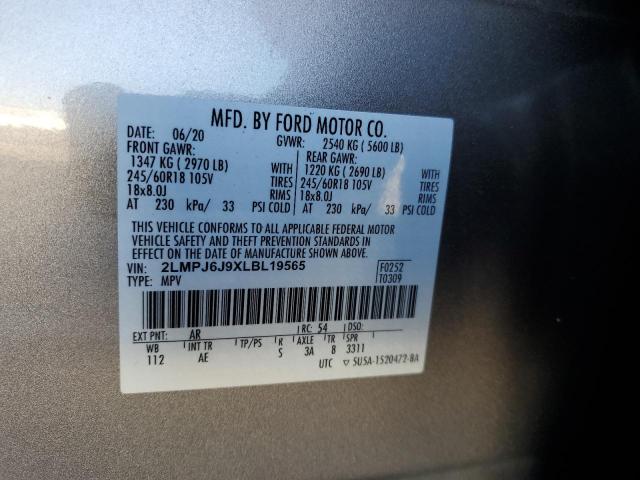 MFD. BY FORD MOTOR CO.
DATE: 06/20 GVWR: 2540 KG ( 5600 LB)
FRONT GAWR: REAR GAWR:
1347 KG ( 2970 LB) WITH 1220 KG ( 2690 LB) WITH
245/60R18 105V TIRES 245/60R18 105V TIRES
18x8.0J RIMS 18x8.0J RIMS
AT 230 kPa/ 33 PSI COLD AT 230 kPa/ 33 PSI COLD
THIS VEHICLE CONFORMS TO ALL APPLICABLE FEDERAL MOTOR
VEHICLE SAFETY AND THEFT PREVENTION STANDARDS IN
EFFECT ON THE DATE OF MANUFACTURE SHOWN ABOVE.
VIN: 2LMPJ6J9XLBL19565 F0252
TYPE: MPV T0309
EXT PNT: AR RC: 54 DSO:
WB INT TR TP/PS R AXLE TR SPR
112 AE S 3A 8 3311
UTC ▽ 5U5A-1520472-BA